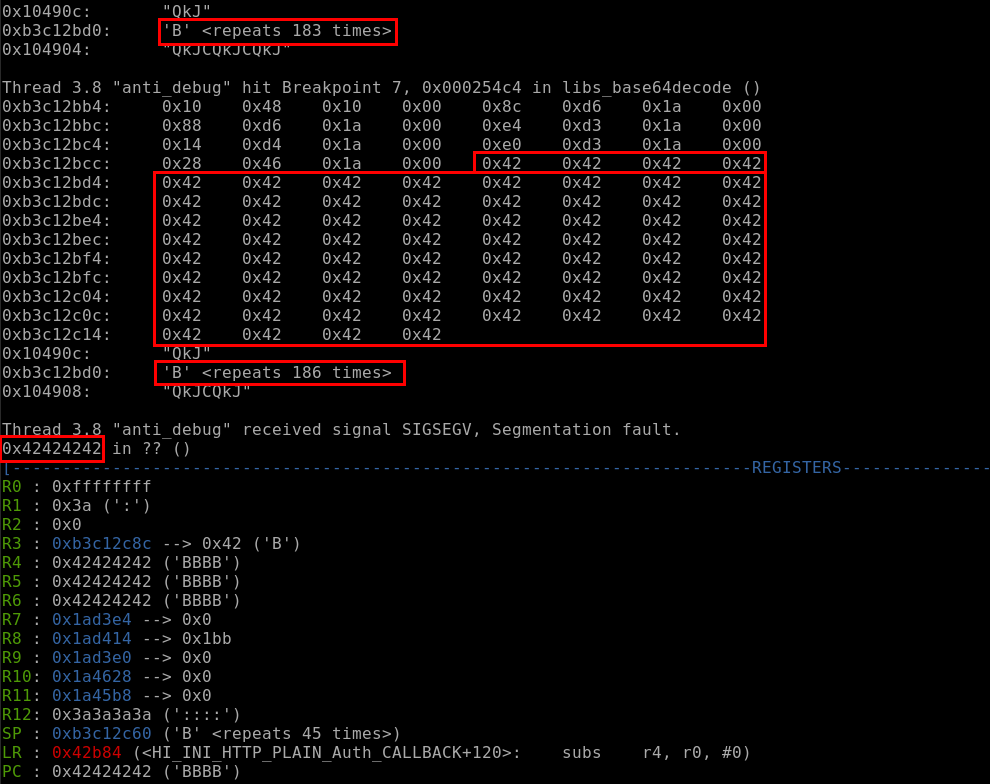 0x10490c:     "QkJ"
0xb3c12bd0:     'B' <repeats 183 times>
0x104904:     "QkJCQkJCQkJ"
Thread 3.8 "anti_debug" hit Breakpoint 7, 0x000254c4 in libs_base64decode ()
0xb3c12bb4:     0x10    0x48    0x10    0x00    0x8c    0xd6    0x1a    0x00
0xb3c12bbc:     0x88    0xd6    0x1a    0x00    0xe4    0xd3    0x1a    0x00
0xb3c12bc4:     0x14    0xd4    0x1a    0x00    0xe0    0xd3    0x1a    0x00
0xb3c12bcc:     0x28    0x46    0x1a    0x00    0x42    0x42    0x42    0x42
0xb3c12bd4:     0x42    0x42    0x42    0x42    0x42    0x42    0x42    0x42
0xb3c12bdc:     0x42    0x42    0x42    0x42    0x42    0x42    0x42    0x42
0xb3c12be4:     0x42    0x42    0x42    0x42    0x42    0x42    0x42    0x42
0xb3c12bec:     0x42    0x42    0x42    0x42    0x42    0x42    0x42    0x42
0xb3c12bf4:     0x42    0x42    0x42    0x42    0x42    0x42    0x42    0x42
0xb3c12bfc:     0x42    0x42    0x42    0x42    0x42    0x42    0x42    0x42
0xb3c12c04:     0x42    0x42    0x42    0x42    0x42    0x42    0x42    0x42
0xb3c12c0c:     0x42    0x42    0x42    0x42    0x42    0x42    0x42    0x42
0xb3c12c14:     0x42    0x42    0x42    0x42
0x10490c:     "QkJ"
0xb3c12bd0:     'B' <repeats 186 times>
0x104908:     "QkJCQkJ"
Thread 3.8 "anti_debug" received signal SIGSEGV, Segmentation fault.
0x42424242 in ?? ()
[--------------------------------------------------------------------------REGISTERS---------------
R0 : 0xffffffff
R1 : 0x3a (':')
R2 : 0x0
R3 : 0xb3c12c8c --> 0x42 ('B')
R4 : 0x42424242 ('BBBB')
R5 : 0x42424242 ('BBBB')
R6 : 0x42424242 ('BBBB')
R7 : 0x1ad3e4 --> 0x0
R8 : 0x1ad414 --> 0x1bb
R9 : 0x1ad3e0 --> 0x0
R10: 0x1a4628 --> 0x0
R11: 0x1a45b8 --> 0x0
R12: 0x3a3a3a3a ('::::')
SP : 0xb3c12c60 ('B' <repeats 45 times>)
LR : 0x42b84 (<HI_INI_HTTP_PLAIN_Auth_CALLBACK+120>:    subs    r4, r0, #0)
PC : 0x42424242 ('BBBB')